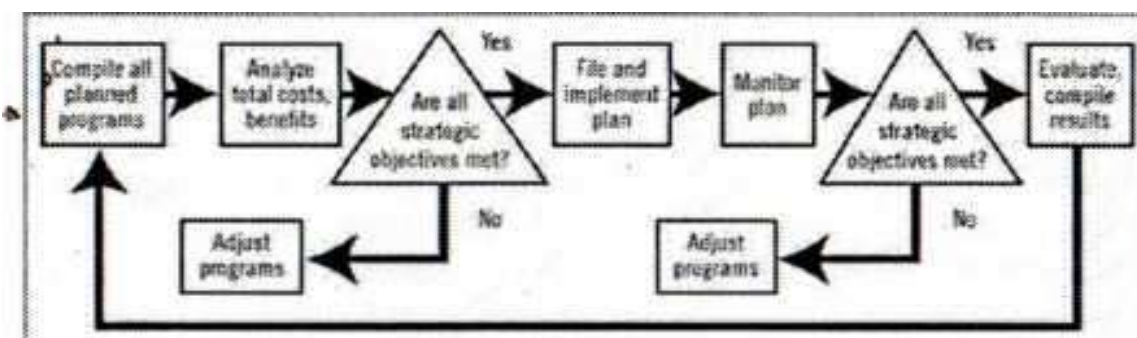 Compile all
planned
programs
Analyze
total costs,
benefits
Are all
strategic
objectives met?
Yes
No
Adjust
programs
File and
implement
plan
Monitor
plan
Are all
strategic
objectives met?
Yes
No
Adjust
programs
Evaluate,
compile
results